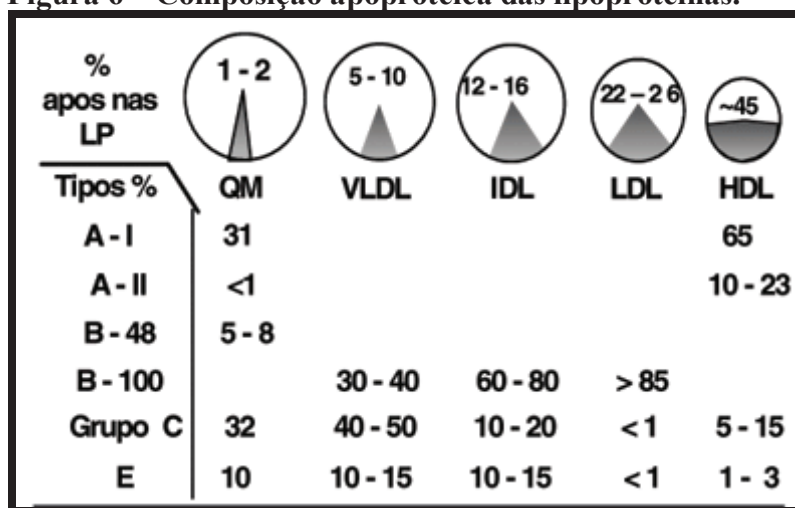 Figura 6 – Composição apoprotéica das lipoproteínas.
% apos nas LP 1 - 2 5 - 10 12 - 16 22 – 26 ~45
Tipos % QM VLDL IDL LDL HDL
A - I 31 65
A - II <1 10 - 23
B - 48 5 - 8
B - 100 30 - 40 60 - 80 > 85
Grupo C 32 40 - 50 10 - 20 < 1 5 - 15
E 10 10 - 15 10 - 15 < 1 1 - 3